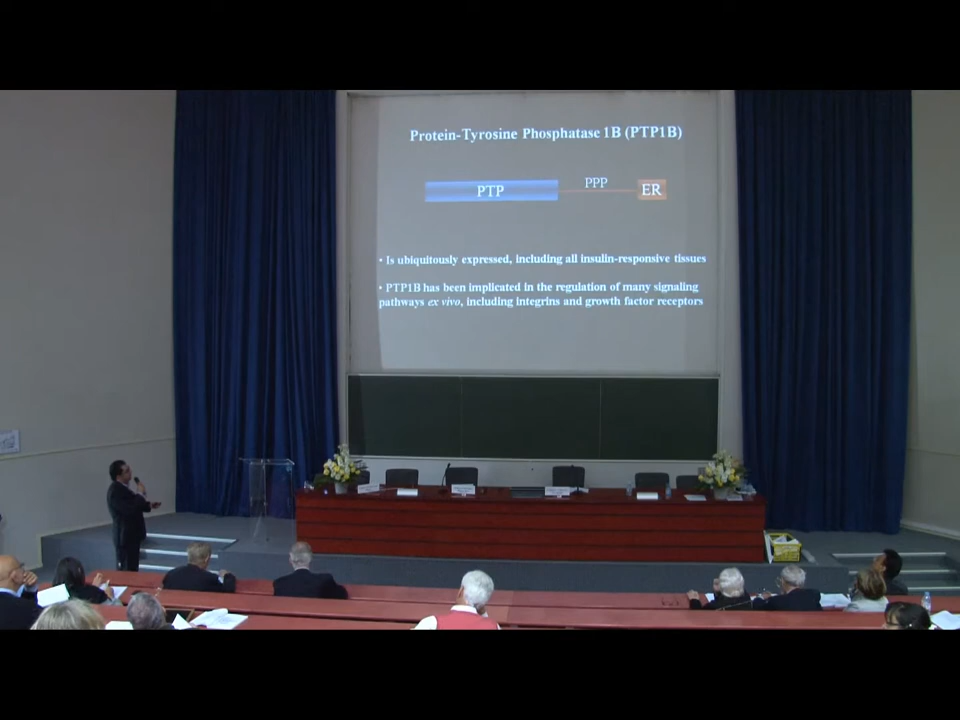 Protein-Tyrosine Phosphatase 1B (PTP1B)
PTP
PPP
ER
• Is ubiquitously expressed, including all insulin-responsive tissues
• PTP1B has been implicated in the regulation of many signaling
pathways ex vivo, including integrins and growth factor receptors